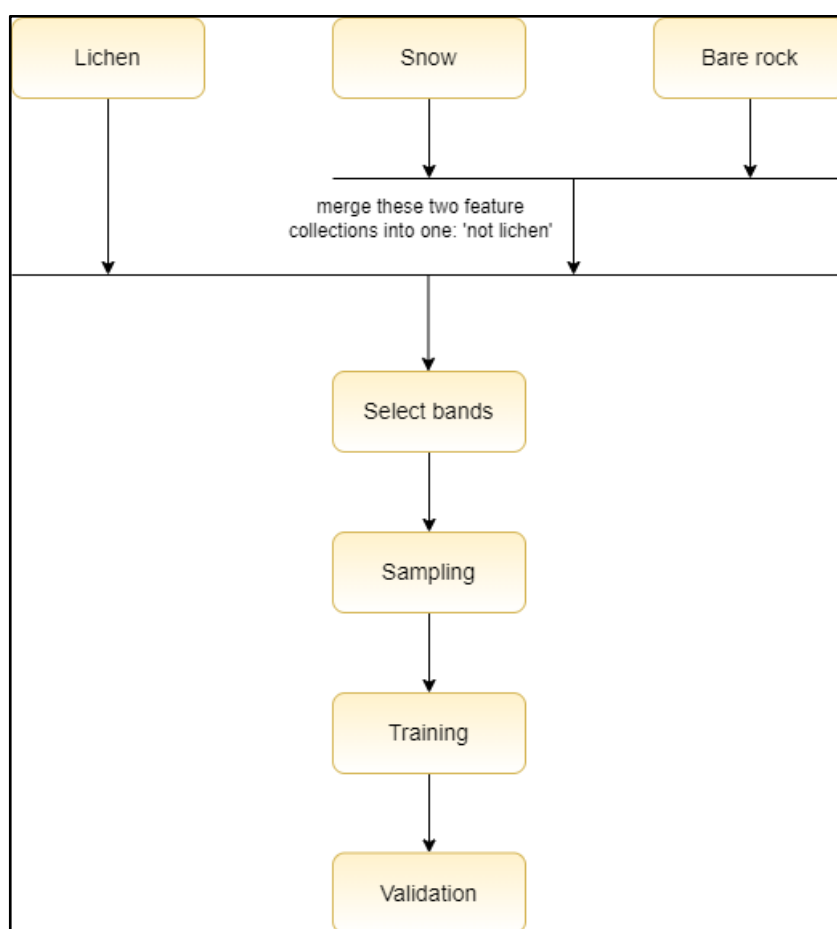 Lichen
Snow
Bare rock
merge these two feature
collections into one: 'not lichen'
Select bands
Sampling
Training
Validation